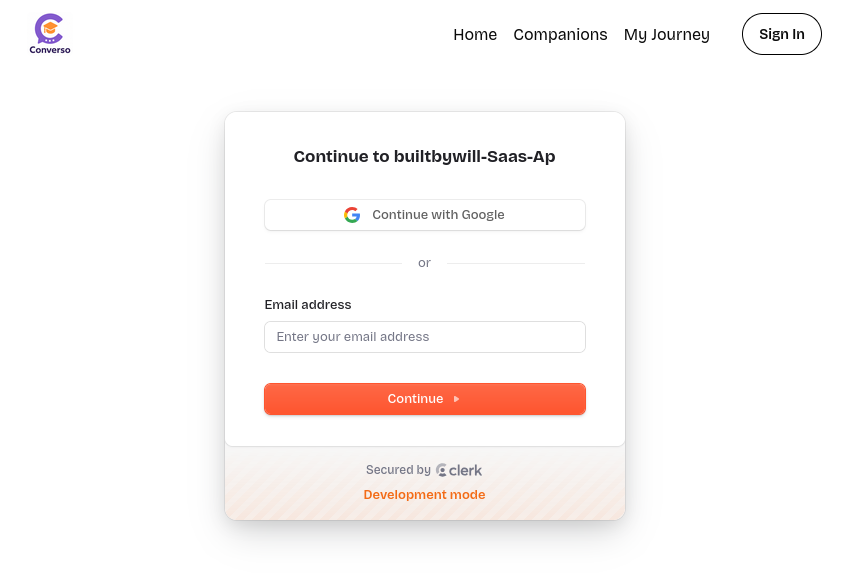 Converso
Home Companions My Journey Sign In
Continue to builtbywill-Saas-Ap
Continue with Google
or
Email address
Enter your email address
Continue
Secured by clerk
Development mode